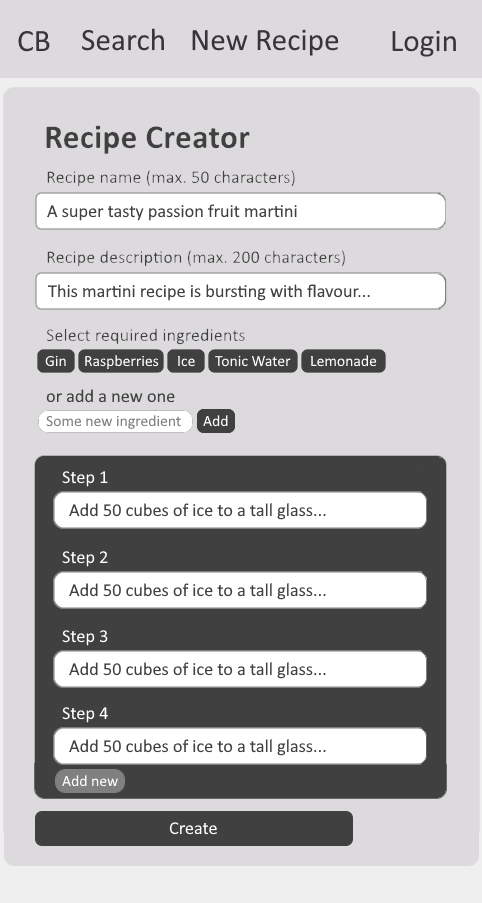 CB Search New Recipe Login
Recipe Creator
Recipe name (max. 50 characters)
A super tasty passion fruit martini
Recipe description (max. 200 characters)
This martini recipe is bursting with flavour...
Select required ingredients
Gin Raspberries Ice Tonic Water Lemonade
or add a new one
Some new ingredient Add
Step 1
Add 50 cubes of ice to a tall glass...
Step 2
Add 50 cubes of ice to a tall glass...
Step 3
Add 50 cubes of ice to a tall glass...
Step 4
Add 50 cubes of ice to a tall glass...
Add new
Create